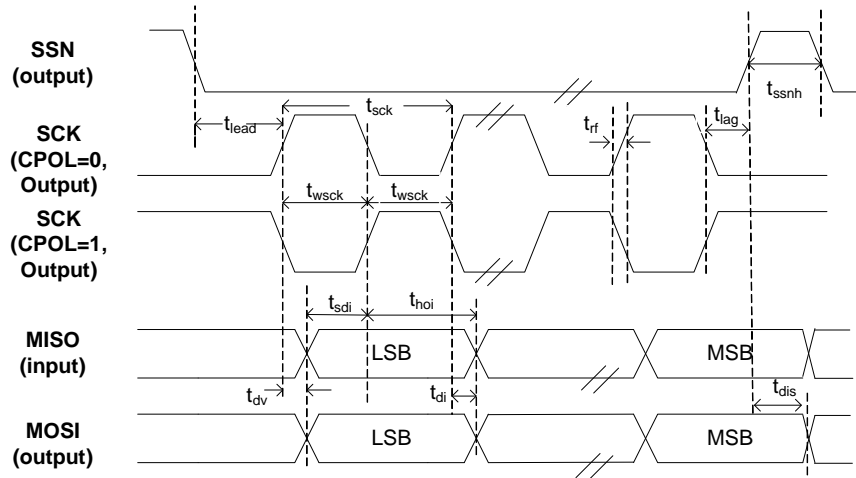 SSN
(output)
t_ssnh
t_sck
t_lead
t_rf
t_lag
SCK
(CPOL=0,
Output)
t_wsck t_wsck
SCK
(CPOL=1,
Output)
t_sdi t_hoi
MISO
(input)
LSB MSB
t_dv t_di t_dis
MOSI
(output)
LSB MSB